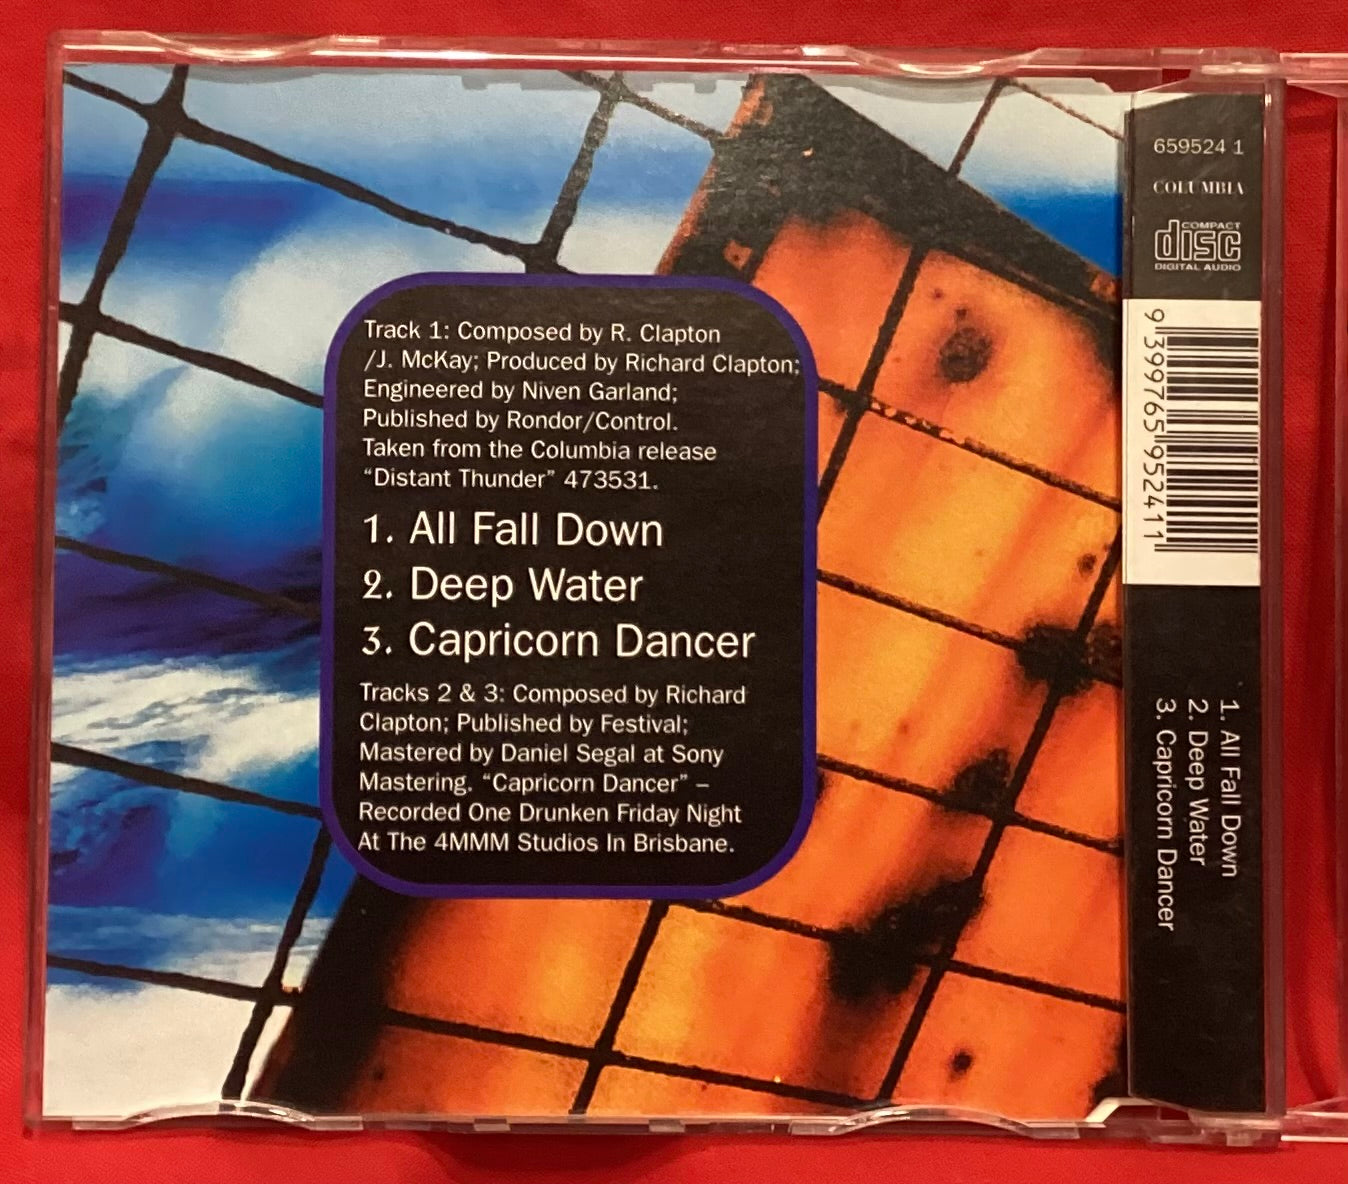 Track 1: Composed by R. Clapton
/J. McKay; Produced by Richard Clapton;
Engineered by Niven Garland;
Published by Rondor/Control.
Taken from the Columbia release
“Distant Thunder” 473531.
1. All Fall Down
2. Deep Water
3. Capricorn Dancer
Tracks 2 & 3: Composed by Richard
Clapton; Published by Festival;
Mastered by Daniel Segal at Sony
Mastering. “Capricorn Dancer” –
Recorded One Drunken Friday Night
At The 4MMM Studios In Brisbane.
659524 1
COLUMBIA
COMPACT
disc
DIGITAL AUDIO
9 399765 952411
1. All Fall Down
2. Deep Water
3. Capricorn Dancer